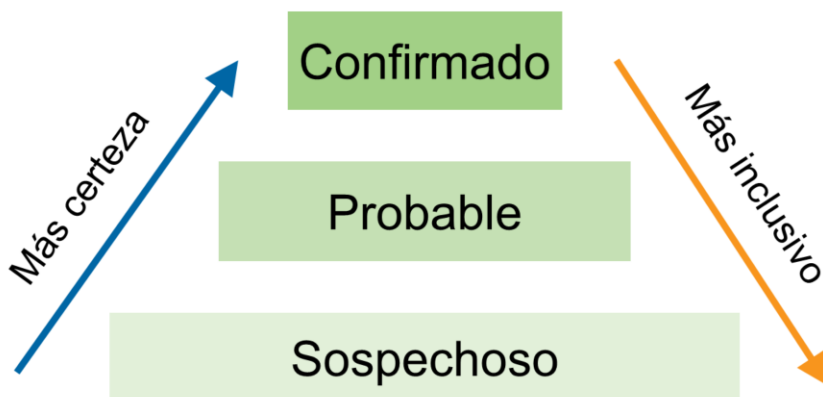 Confirmado
Más certeza
Más inclusivo
Probable
Sospechoso